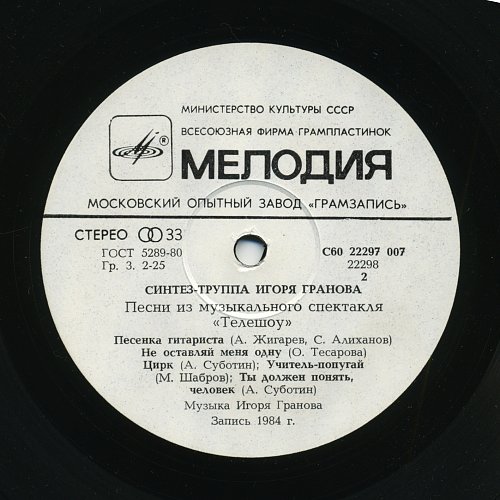 МИНИСТЕРСТВО КУЛЬТУРЫ СССР
ВСЕСОЮЗНАЯ ФИРМА ГРАМПЛАСТИНОК
® МЕЛОДИЯ
МОСКОВСКИЙ ОПЫТНЫЙ ЗАВОД «ГРАМЗАПИСЬ»
СТЕРЕО 33
ГОСТ 5289-80
Гр. 3. 2-25
С60 22297 007
22298
2
СИНТЕЗ-ТРУППА ИГОРЯ ГРАНОВА
Песни из музыкального спектакля
«Телешоу»
Песенка гитариста (А. Жигарев, С. Алиханов)
Не оставляй меня одну (О. Тесарова)
Цирк (А. Суботин); Учитель-попугай
(М. Шабров); Ты должен понять,
человек (А. Суботин)
Музыка Игоря Гранова
Запись 1984 г.